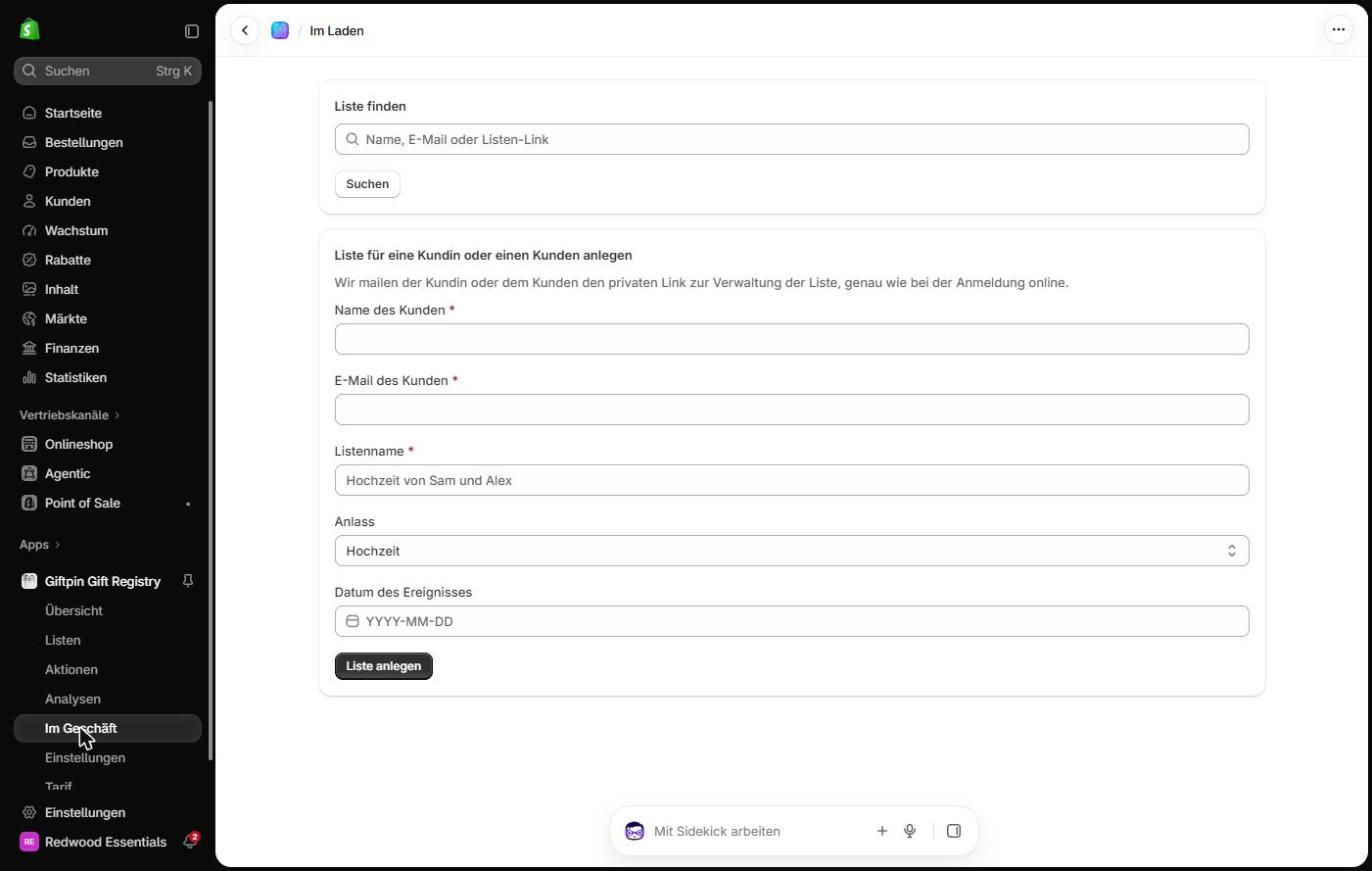 Suchen Strg K
Startseite
Bestellungen
Produkte
Kunden
Wachstum
Rabatte
Inhalt
Märkte
Finanzen
Statistiken
Vertriebskanäle
Onlineshop
Agentic
Point of Sale
Apps
Giftpin Gift Registry
Übersicht
Listen
Aktionen
Analysen
Im Geschäft
Einstellungen
Tarif
Einstellungen
RE Redwood Essentials 2
/ Im Laden
Liste finden
Name, E-Mail oder Listen-Link
Suchen
Liste für eine Kundin oder einen Kunden anlegen
Wir mailen der Kundin oder dem Kunden den privaten Link zur Verwaltung der Liste, genau wie bei der Anmeldung online.
Name des Kunden *
E-Mail des Kunden *
Listenname *
Hochzeit von Sam und Alex
Anlass
Hochzeit
Datum des Ereignisses
YYYY-MM-DD
Liste anlegen
Mit Sidekick arbeiten